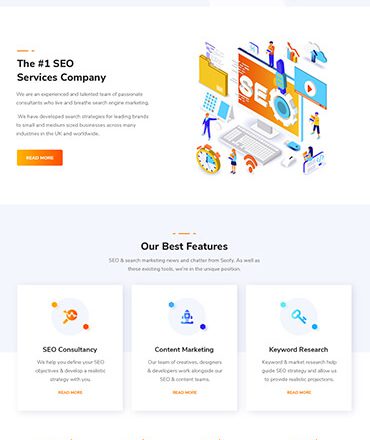 The #1 SEO
Services Company
We are an experienced and talented team of passionate
consultants who live and breathe search engine marketing.
We have developed search strategies for leading brands
to small and medium sized businesses across many
industries in the UK and worldwide.
READ MORE
SEO
Our Best Features
SEO & search marketing news and chatter from Seofy. As well as
these existing tools, we're in the unique position.
SEO Consultancy
We help you define your SEO
objectives & develop a realistic
strategy with you.
READ MORE
Content Marketing
Our team of creatives, designers
& developers work alongside our
SEO & content teams.
READ MORE
Keyword Research
Keyword & market research help
guide SEO strategy and allow us
to provide realistic projections.
READ MORE